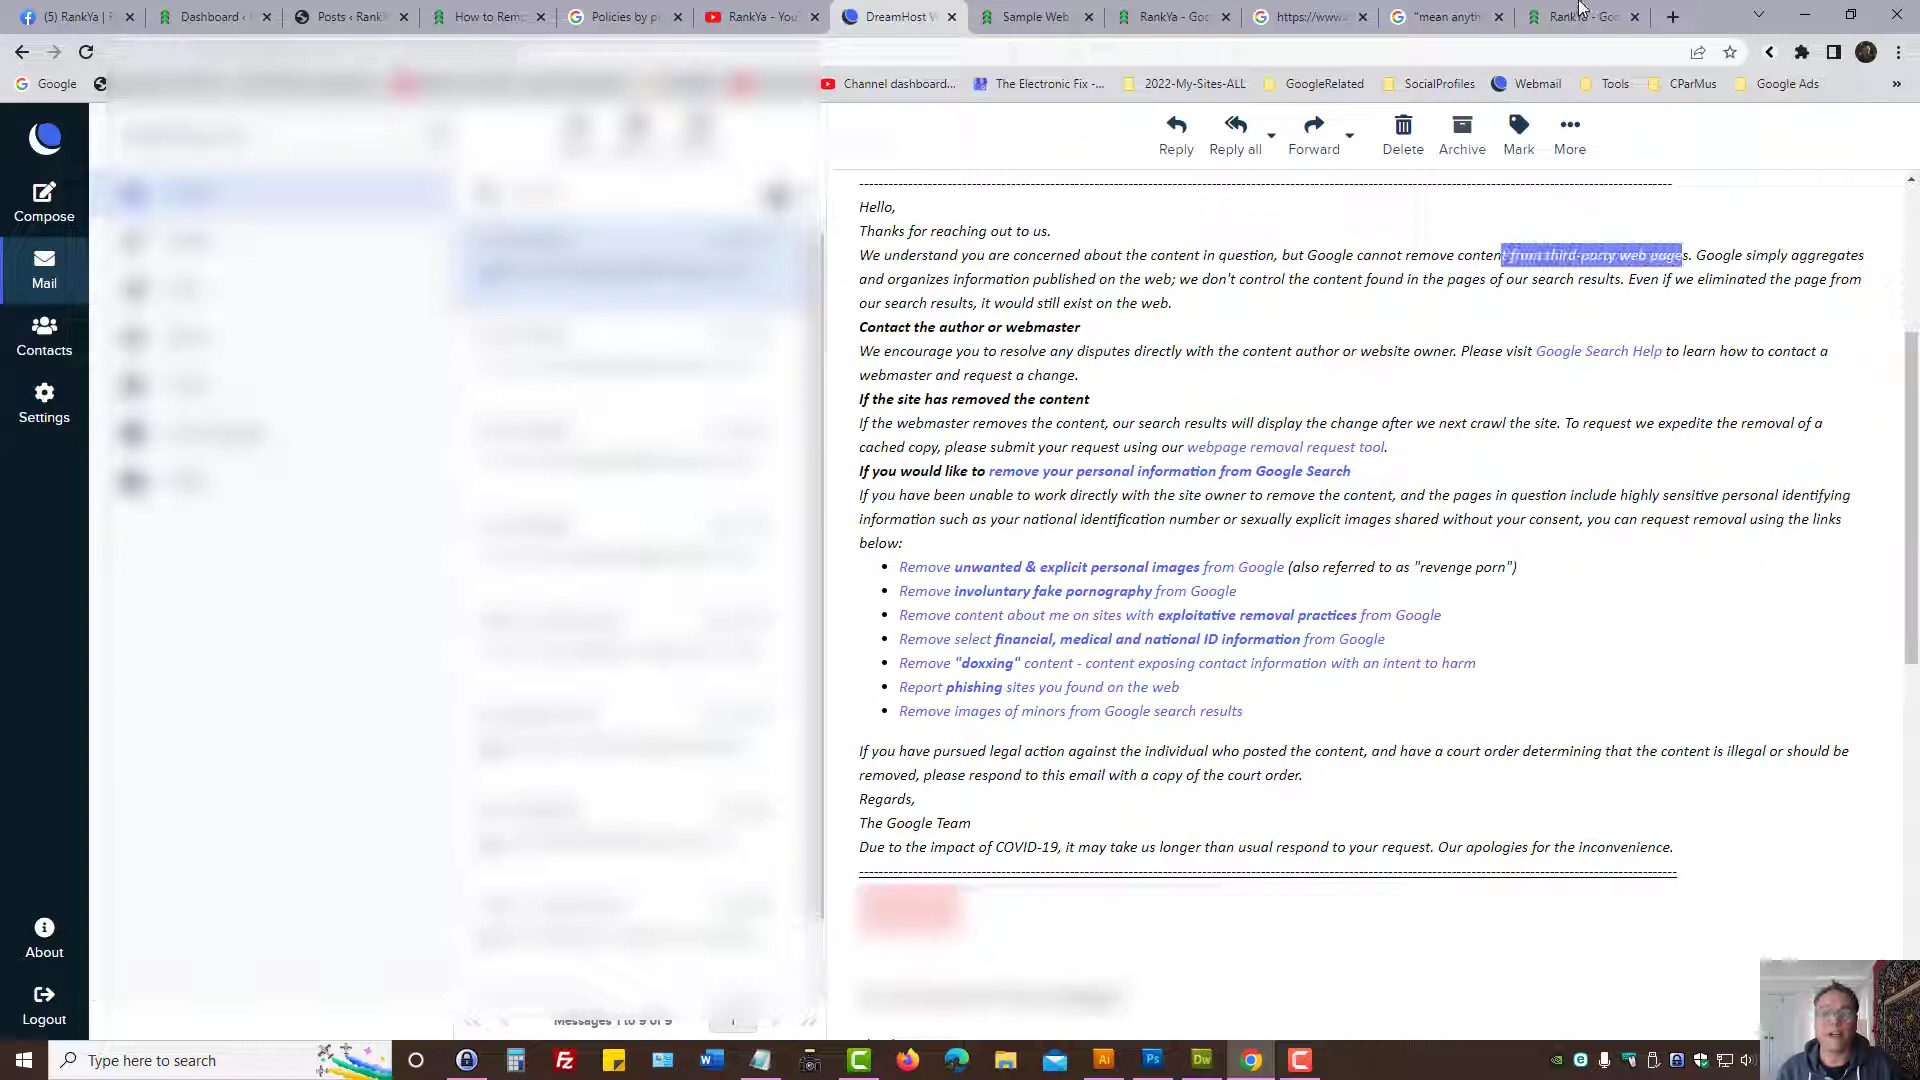 (5) RankYa |
Dashboard ‹
Posts ‹ RankY
How to Rem
Policies by p
RankYa - You
DreamHost W
Sample Web
RankYa - Goo
https://www.
"mean anyth
RankYa - Goo
Google
Channel dashboard...
The Electronic Fix -...
2022-My-Sites-ALL
GoogleRelated
SocialProfiles
Webmail
Tools
CParMus
Google Ads
»
Compose
Mail
Contacts
Settings
About
Logout
Reply
Reply all
Forward
Delete
Archive
Mark
More
Hello,
Thanks for reaching out to us.
We understand you are concerned about the content in question, but Google cannot remove content from third-party web pages. Google simply aggregates
and organizes information published on the web; we don't control the content found in the pages of our search results. Even if we eliminated the page from
our search results, it would still exist on the web.
Contact the author or webmaster
We encourage you to resolve any disputes directly with the content author or website owner. Please visit Google Search Help to learn how to contact a
webmaster and request a change.
If the site has removed the content
If the webmaster removes the content, our search results will display the change after we next crawl the site. To request we expedite the removal of a
cached copy, please submit your request using our webpage removal request tool.
If you would like to remove your personal information from Google Search
If you have been unable to work directly with the site owner to remove the content, and the pages in question include highly sensitive personal identifying
information such as your national identification number or sexually explicit images shared without your consent, you can request removal using the links
below:
• Remove unwanted & explicit personal images from Google (also referred to as "revenge porn")
• Remove involuntary fake pornography from Google
• Remove content about me on sites with exploitative removal practices from Google
• Remove select financial, medical and national ID information from Google
• Remove "doxxing" content - content exposing contact information with an intent to harm
• Report phishing sites you found on the web
• Remove images of minors from Google search results
If you have pursued legal action against the individual who posted the content, and have a court order determining that the content is illegal or should be
removed, please respond to this email with a copy of the court order.
Regards,
The Google Team
Due to the impact of COVID-19, it may take us longer than usual respond to your request. Our apologies for the inconvenience.
Messages 1 to 9 of 9
Type here to search